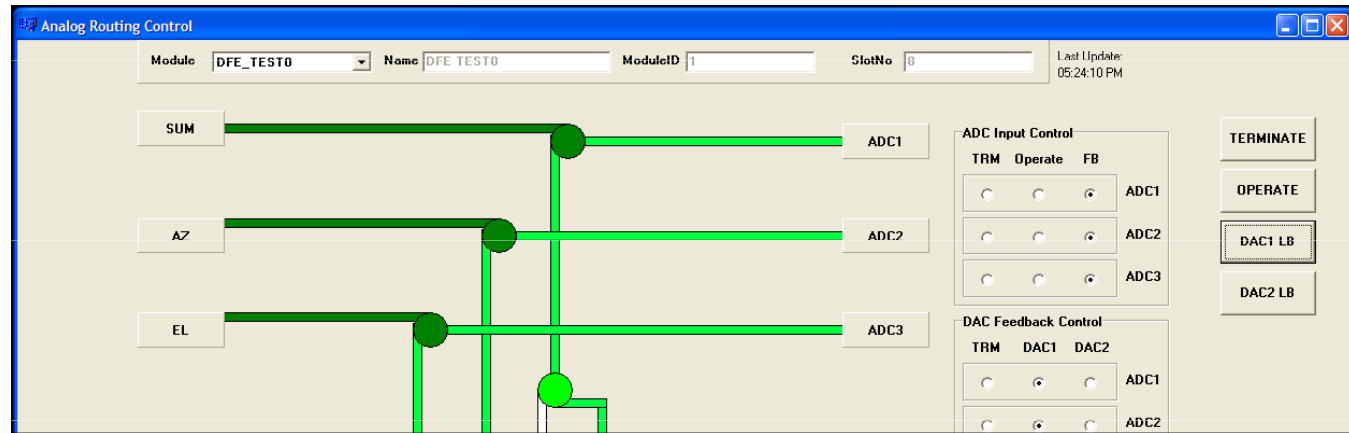 Analog Routing Control
Module DFE_TEST0 Name DFE TEST0 ModuleID 1 SlotNo 8 Last Update:
05:24:10 PM
SUM ADC1 ADC Input Control TERMINATE
TRM Operate FB
ADC1 OPERATE
AZ ADC2 ADC2 DAC1 LB
ADC3 DAC2 LB
EL ADC3 DAC Feedback Control
TRM DAC1 DAC2
ADC1
ADC2